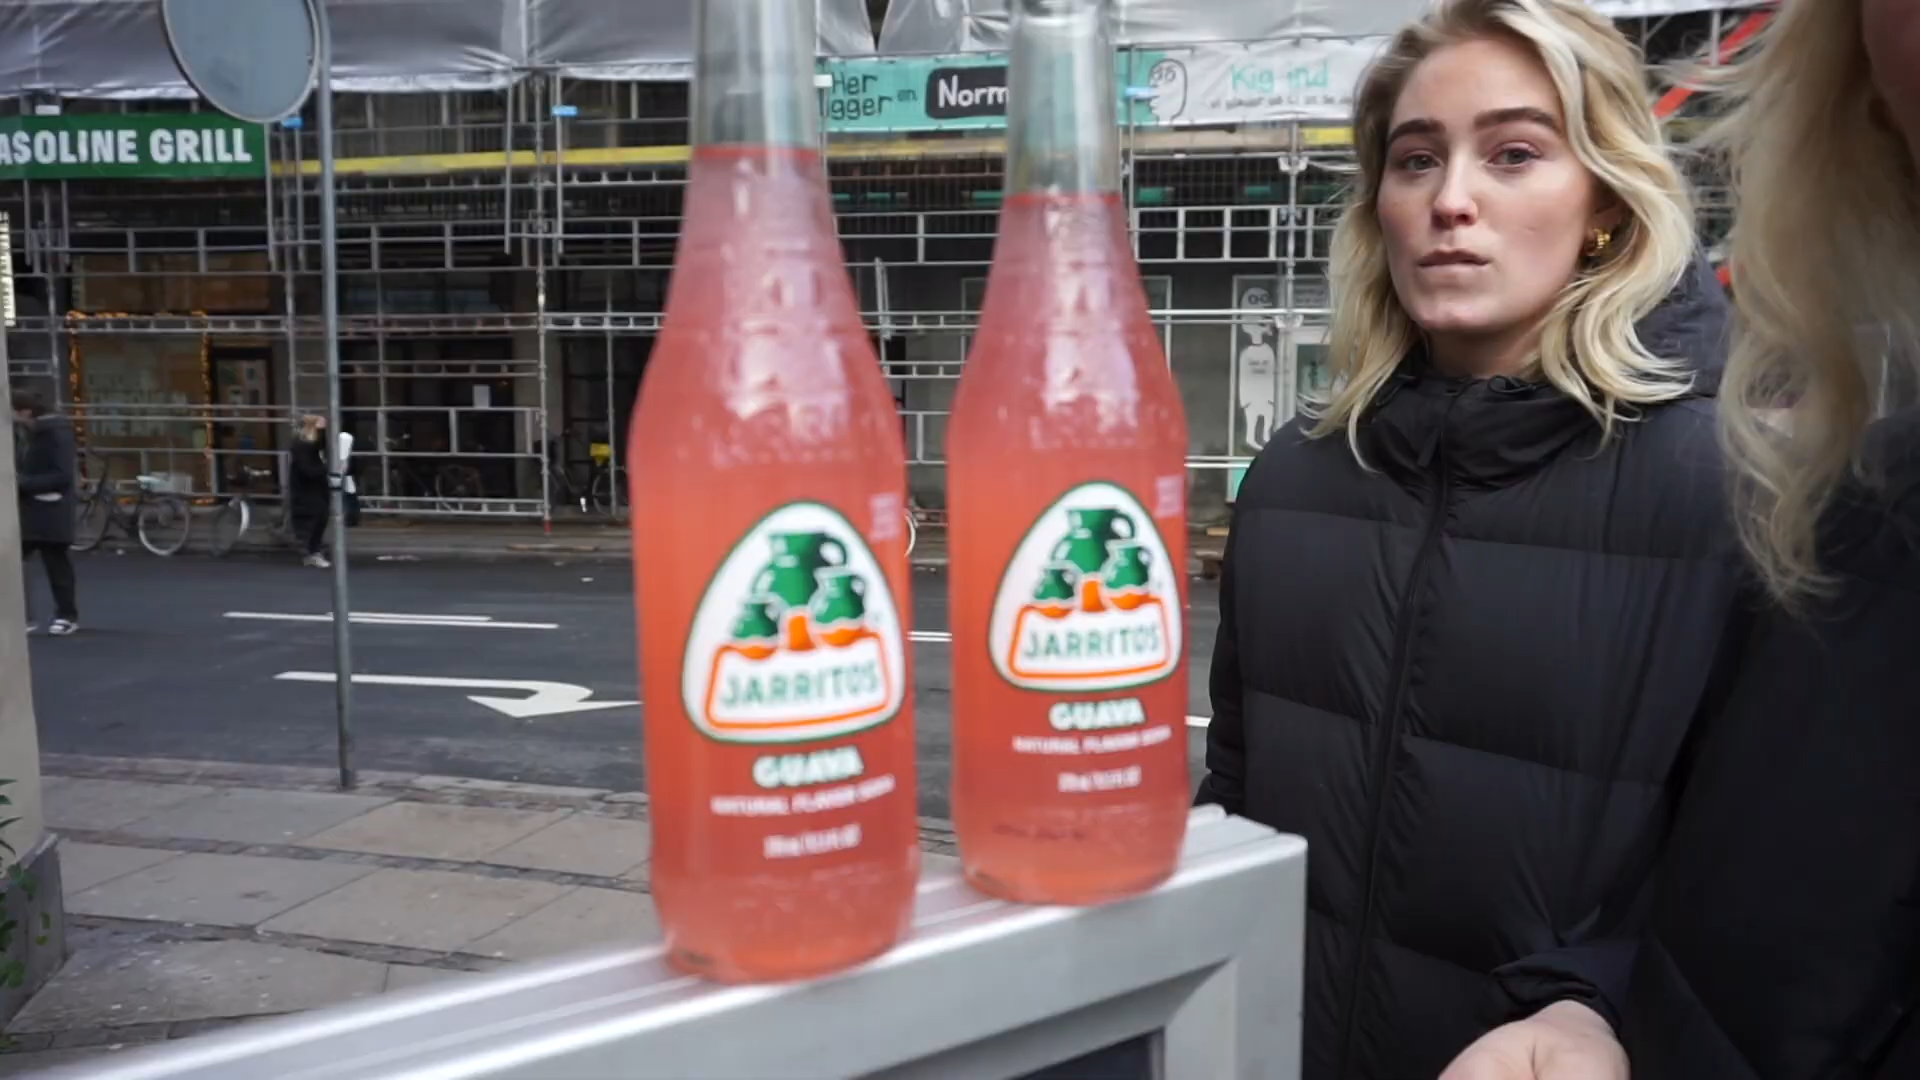 ASOLINE GRILL
Her
ligger en
Norm
Kig ind
JARRITOS
GUAVA
NATURAL FLAVOR SODA
JARRITOS
GUAVA
NATURAL FLAVOR SODA